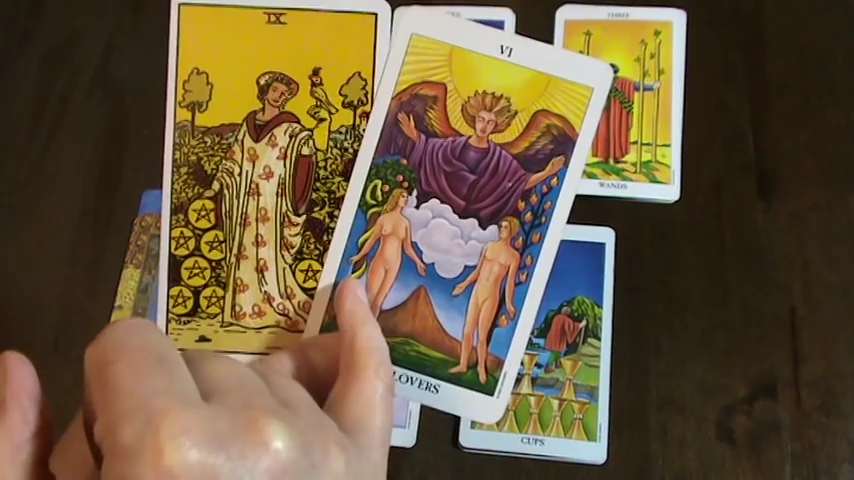 IX
VI
THREE
WANDS
LOVERS
CUPS